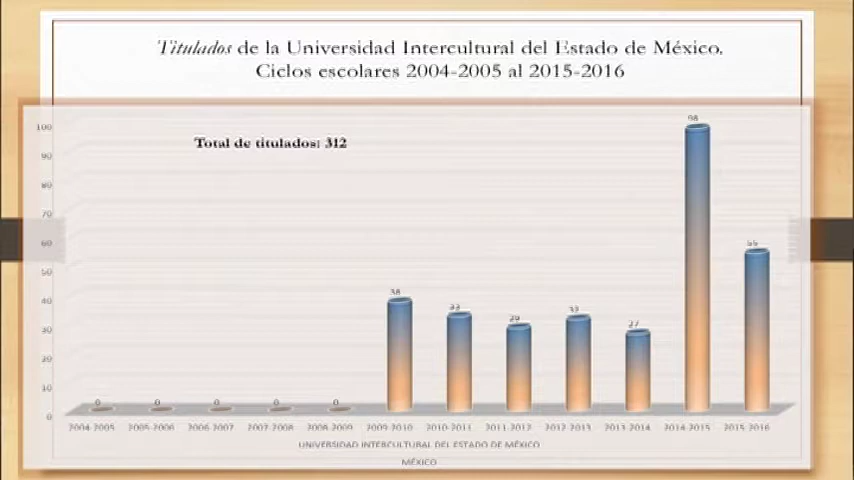 Titulados de la Universidad Intercultural del Estado de México.
Ciclos escolares 2004-2005 al 2015-2016
Total de titulados: 312
100
90
80
70
60
50
40
30
20
10
0
0 0 0 0 0 38 33 29 32 27 98 55
2004-2005 2005-2006 2006-2007 2007-2008 2008-2009 2009-2010 2010-2011 2011-2012 2012-2013 2013-2014 2014-2015 2015-2016
UNIVERSIDAD INTERCULTURAL DEL ESTADO DE MÉXICO
MÉXICO